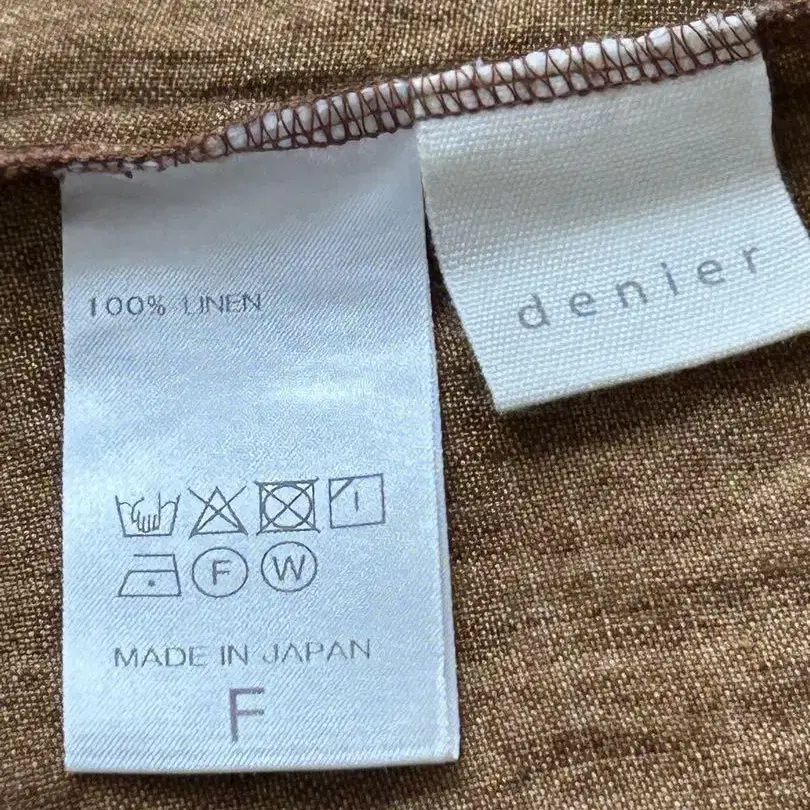 100% LINEN
denier
F W
MADE IN JAPAN
F